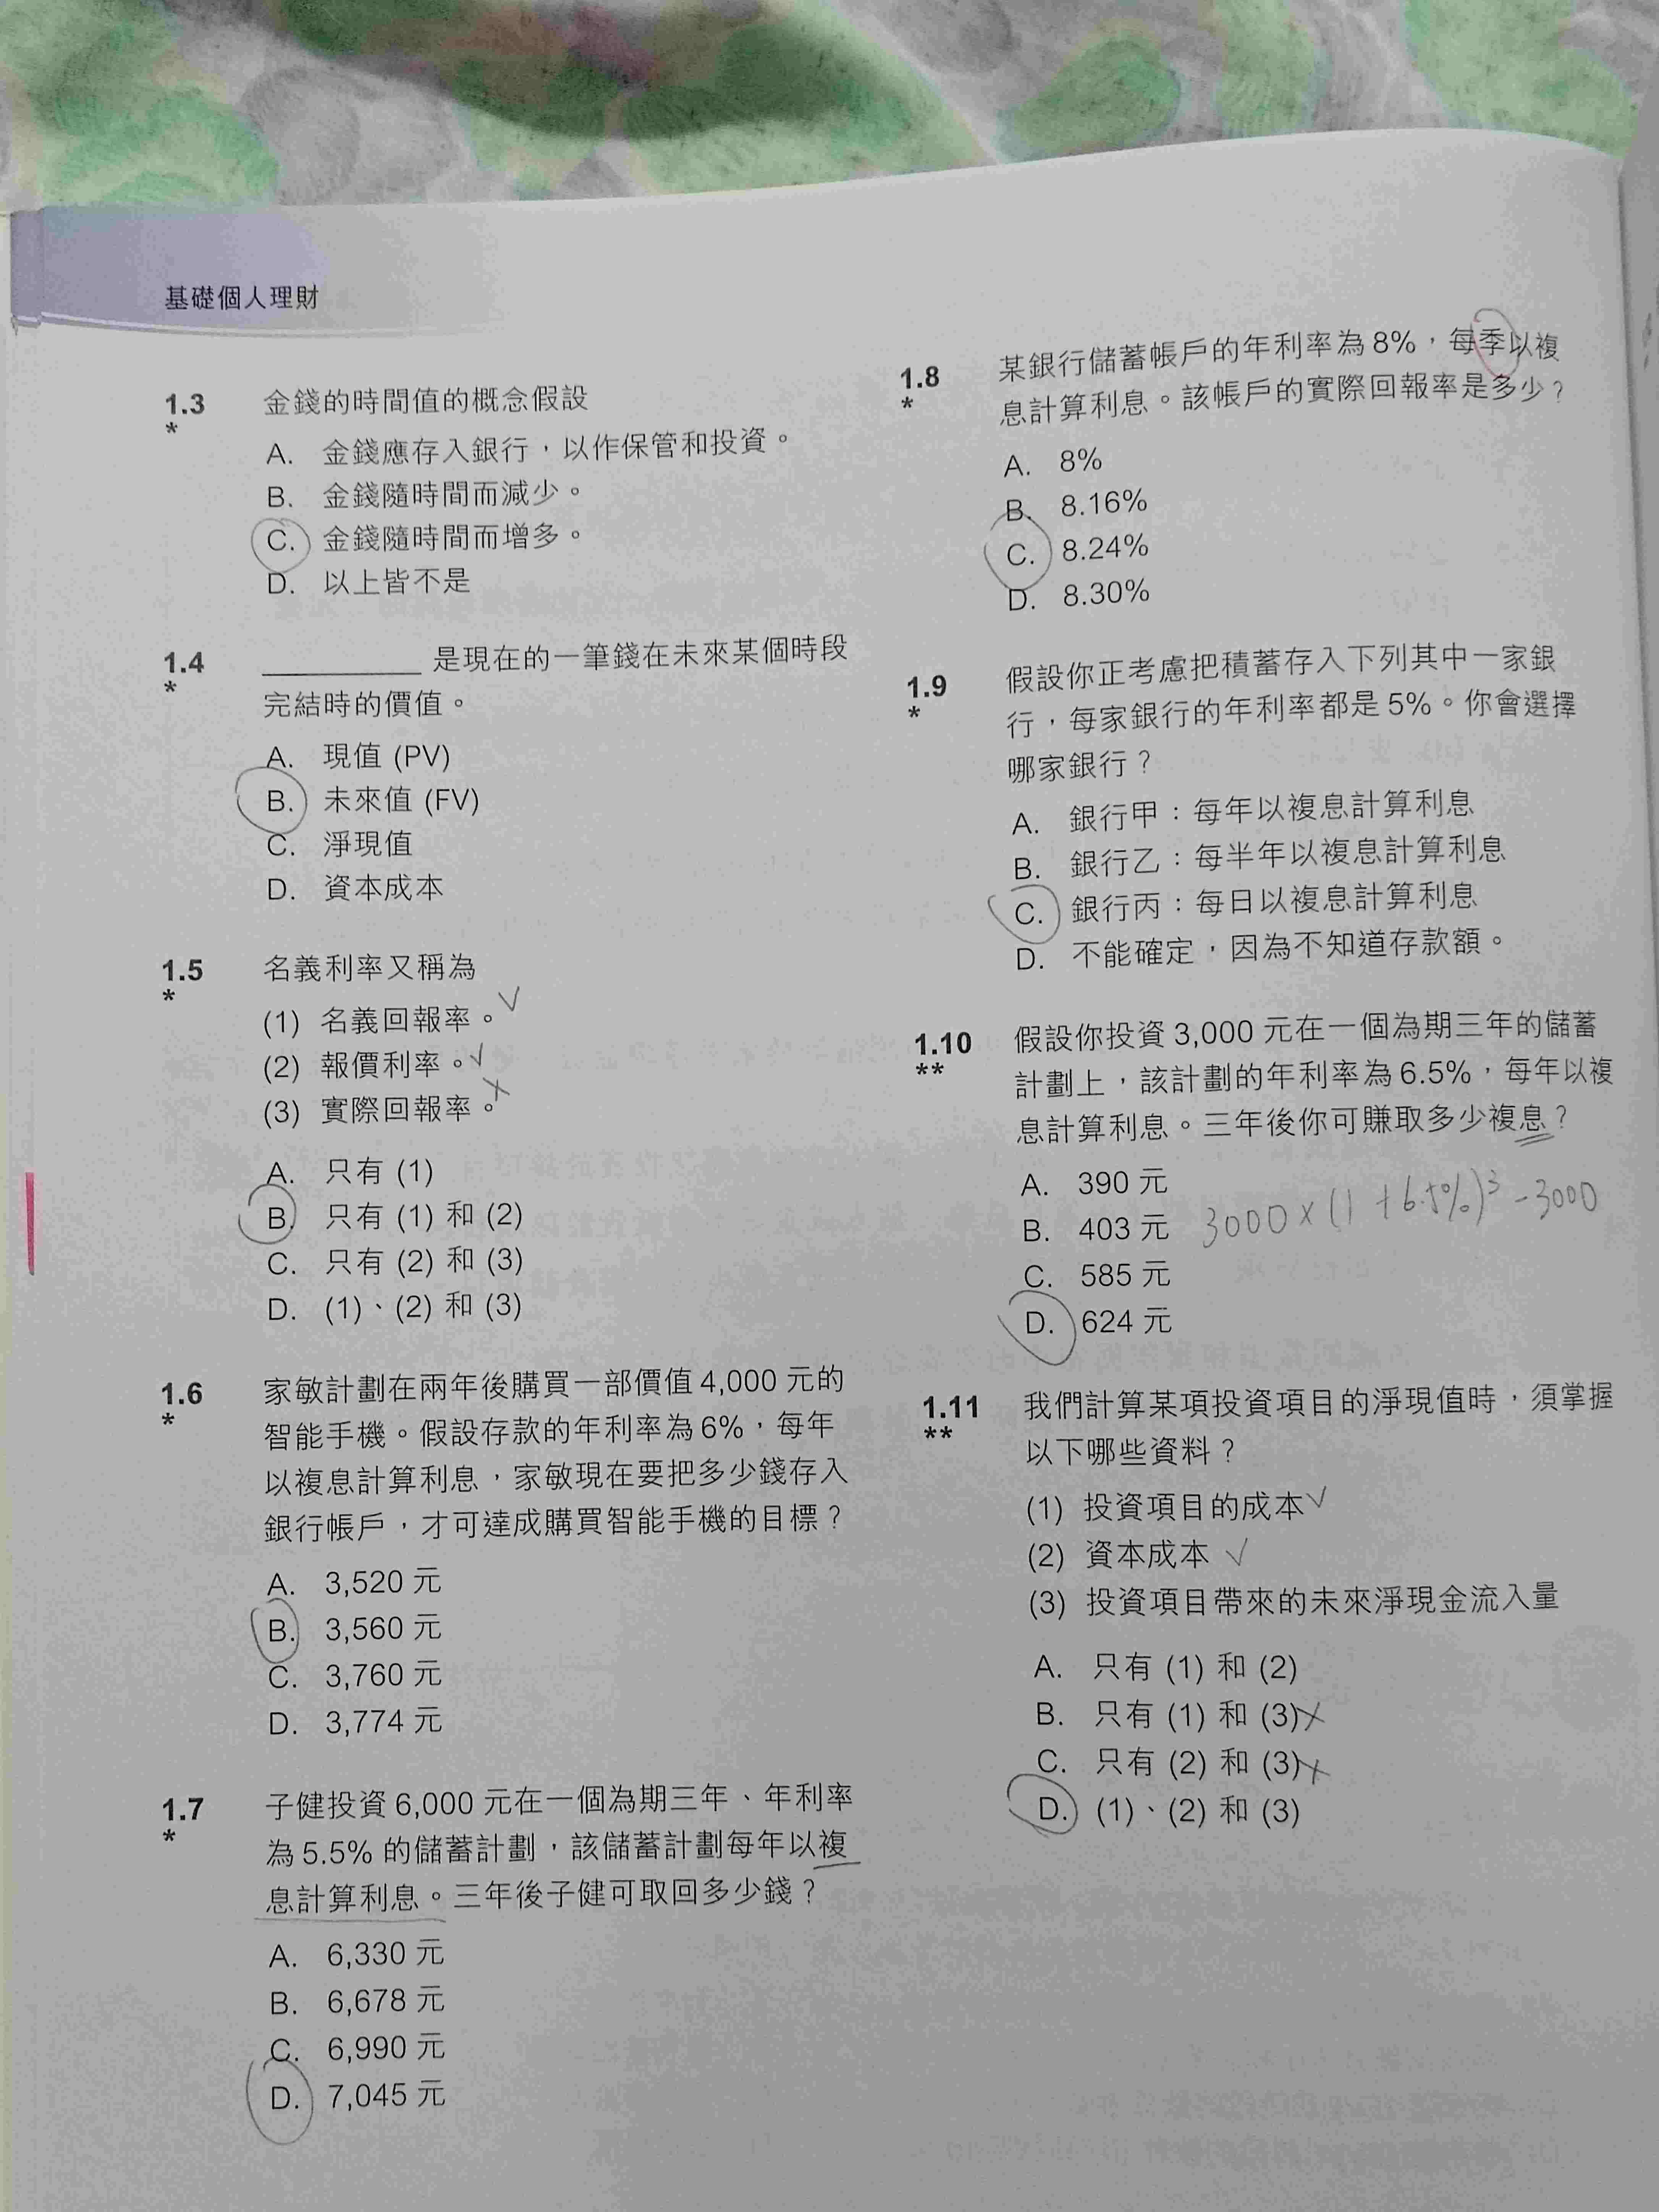 基礎個人理財
1.3 金錢的時間值的概念假設
*
A. 金錢應存入銀行，以作保管和投資。
B. 金錢隨時間而減少。
C. 金錢隨時間而增多。
D. 以上皆不是
1.4 __________ 是現在的一筆錢在未來某個時段
*
完結時的價值。
A. 現值 (PV)
B. 未來值 (FV)
C. 淨現值
D. 資本成本
1.5 名義利率又稱為
*
(1) 名義回報率。✓
(2) 報價利率。✓
(3) 實際回報率。✗
A. 只有 (1)
B. 只有 (1) 和 (2)
C. 只有 (2) 和 (3)
D. (1)、(2) 和 (3)
1.6 家敏計劃在兩年後購買一部價值 4,000 元的
*
智能手機。假設存款的年利率為 6%，每年
以複息計算利息，家敏現在要把多少錢存入
銀行帳戶，才可達成購買智能手機的目標？
A. 3,520 元
B. 3,560 元
C. 3,760 元
D. 3,774 元
1.7 子健投資 6,000 元在一個為期三年、年利率
*
為 5.5% 的儲蓄計劃，該儲蓄計劃每年以複
息計算利息。三年後子健可取回多少錢？
A. 6,330 元
B. 6,678 元
C. 6,990 元
D. 7,045 元
1.8 某銀行儲蓄帳戶的年利率為 8%，每季以複
*
息計算利息。該帳戶的實際回報率是多少？
A. 8%
B. 8.16%
C. 8.24%
D. 8.30%
1.9 假設你正考慮把積蓄存入下列其中一家銀
*
行，每家銀行的年利率都是 5%。你會選擇
哪家銀行？
A. 銀行甲：每年以複息計算利息
B. 銀行乙：每半年以複息計算利息
C. 銀行丙：每日以複息計算利息
D. 不能確定，因為不知道存款額。
1.10 假設你投資 3,000 元在一個為期三年的儲蓄
**
計劃上，該計劃的年利率為 6.5%，每年以複
息計算利息。三年後你可賺取多少複息？
A. 390 元
B. 403 元 3000×(1+6.5%)³-3000
C. 585 元
D. 624 元
1.11 我們計算某項投資項目的淨現值時，須掌握
**
以下哪些資料？
(1) 投資項目的成本✓
(2) 資本成本 ✓
(3) 投資項目帶來的未來淨現金流入量
A. 只有 (1) 和 (2)
B. 只有 (1) 和 (3)✗
C. 只有 (2) 和 (3)✗
D. (1)、(2) 和 (3)